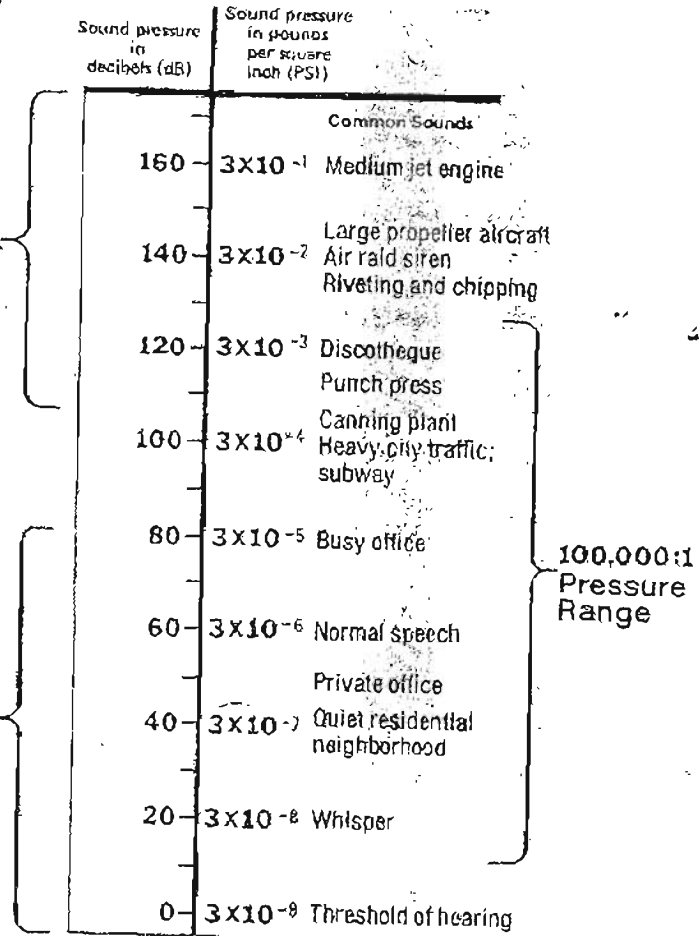 Sound pressure
in
decibels (dB)
Sound pressure
in pounds
per square
inch (PSI)
Common Sounds
160 3X10 -1 Medium jet engine
Large propeller aircraft
140 3X10 -2 Air raid siren
Riveting and chipping
120 3X10 -3 Discotheque
Punch press
Canning plant
100 3X10 -4 Heavy city traffic;
subway
80 3X10 -5 Busy office
60 3X10 -6 Normal speech
Private office
40 3X10 -7 Quiet residential
neighborhood
20 3X10 -8 Whisper
0 3X10 -9 Threshold of hearing
100,000:1
Pressure
Range